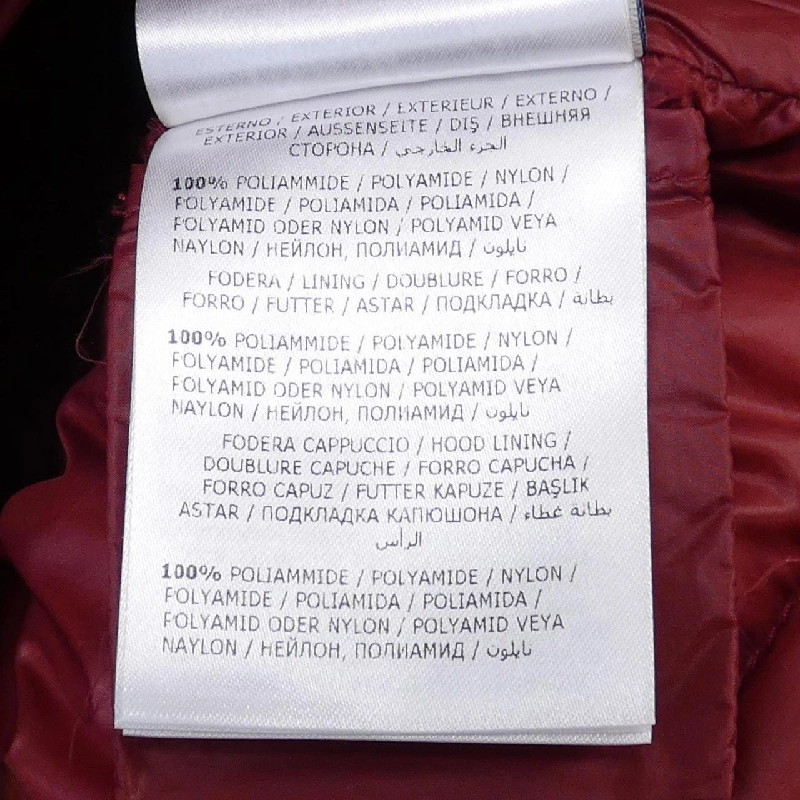 ESTERNO / EXTERIOR / EXTERIEUR / EXTERNO /
EXTERIOR / AUSSENSEITE / DIŞ / ВНЕШНЯЯ
СТОРОНА / الجزء الخارجي
100% POLIAMMIDE / POLYAMIDE / NYLON /
POLYAMIDE / POLIAMIDA / POLIAMIDA /
POLYAMID ODER NYLON / POLYAMID VEYA
NAYLON / НЕЙЛОН, ПОЛИАМИД / نايلون
FODERA / LINING / DOUBLURE / FORRO /
FORRO / FUTTER / ASTAR / ПОДКЛАДКА / بطانة
100% POLIAMMIDE / POLYAMIDE / NYLON /
POLYAMIDE / POLIAMIDA / POLIAMIDA /
POLYAMID ODER NYLON / POLYAMID VEYA
NAYLON / НЕЙЛОН, ПОЛИАМИД / نايلون
FODERA CAPPUCCIO / HOOD LINING /
DOUBLURE CAPUCHE / FORRO CAPUCHA /
FORRO CAPUZ / FUTTER KAPUZE / BAŞLIK
ASTAR / ПОДКЛАДКА КАПЮШОНА / بطانة غطاء
الرأس
100% POLIAMMIDE / POLYAMIDE / NYLON /
POLYAMIDE / POLIAMIDA / POLIAMIDA /
POLYAMID ODER NYLON / POLYAMID VEYA
NAYLON / НЕЙЛОН, ПОЛИАМИД / نايلون